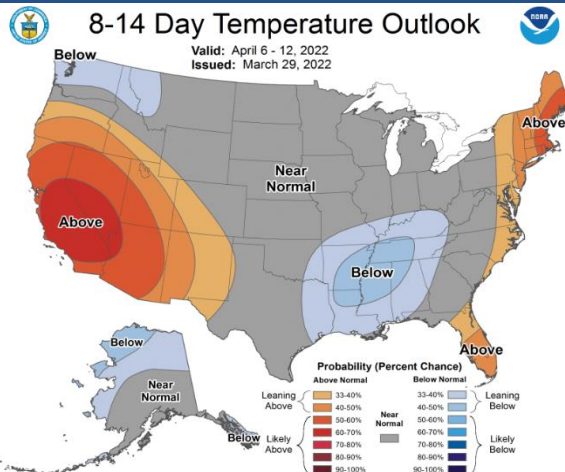 8-14 Day Temperature Outlook
Valid: April 6 - 12, 2022
Issued: March 29, 2022
NOAA
Below
Above
Near
Normal
Above
Below
Above
Below
Near
Normal
Below
Probability (Percent Chance)
Above Normal
Below Normal
Leaning
Above
33-40%
40-50%
Likely
Above
50-60%
60-70%
70-80%
80-90%
90-100%
Near
Normal
33-40%
40-50%
Leaning
Below
50-60%
60-70%
70-80%
80-90%
90-100%
Likely
Below